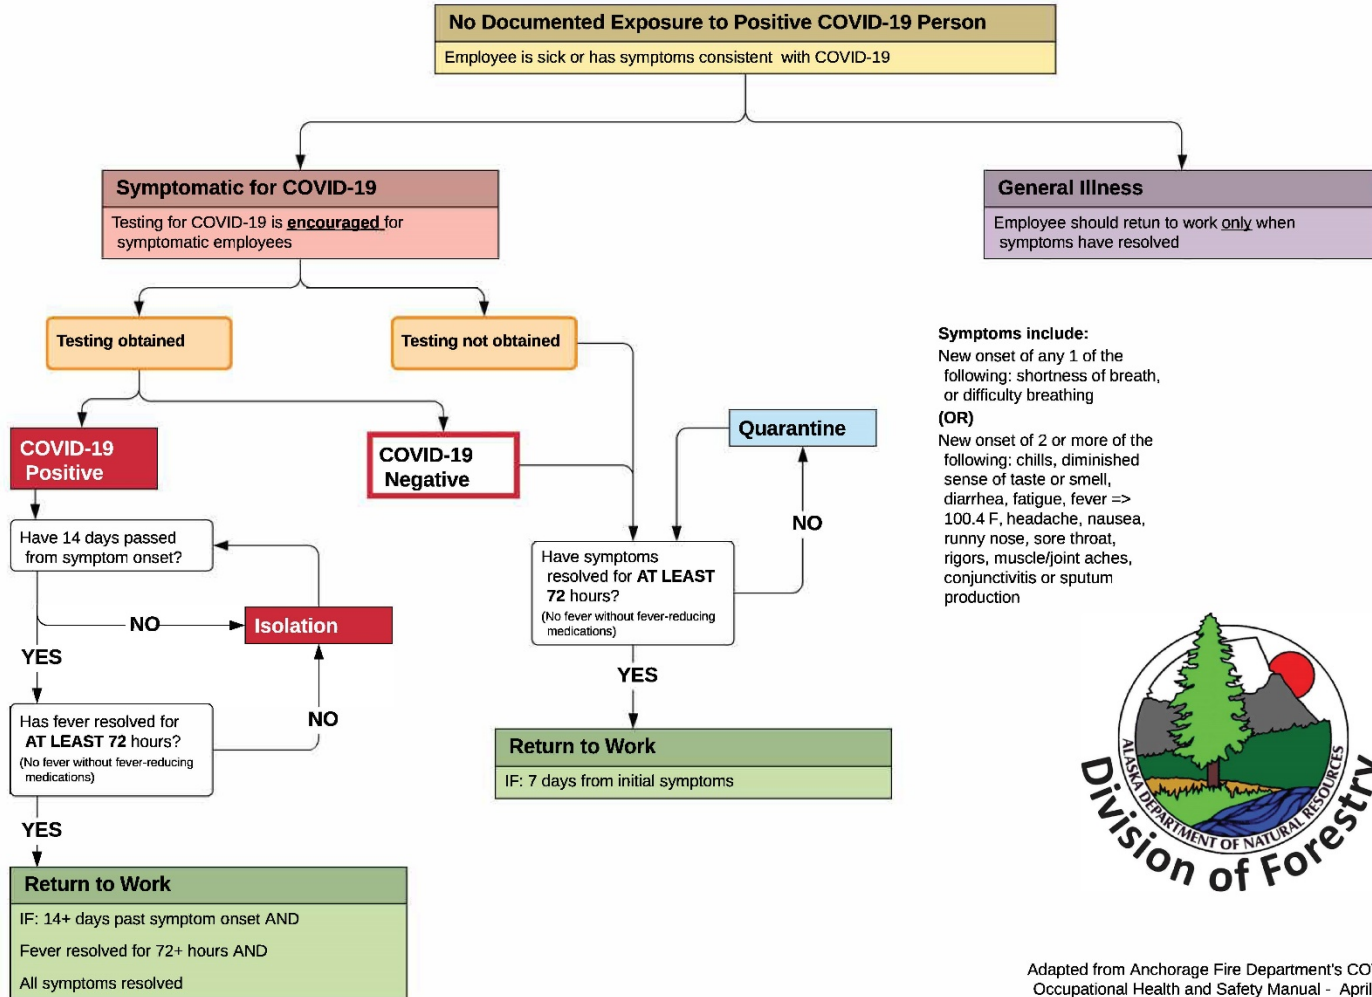 No Documented Exposure to Positive COVID-19 Person
Employee is sick or has symptoms consistent with COVID-19
Symptomatic for COVID-19
Testing for COVID-19 is encouraged for
symptomatic employees
General Illness
Employee should retun to work only when
symptoms have resolved
Testing obtained
Testing not obtained
COVID-19
Positive
COVID-19
Negative
Quarantine
Have 14 days passed
from symptom onset?
NO
Isolation
YES
Has fever resolved for
AT LEAST 72 hours?
(No fever without fever-reducing
medications)
NO
YES
Return to Work
IF: 14+ days past symptom onset AND
Fever resolved for 72+ hours AND
All symptoms resolved
Have symptoms
resolved for AT LEAST
72 hours?
(No fever without fever-reducing
medications)
NO
YES
Return to Work
IF: 7 days from initial symptoms
Symptoms include:
New onset of any 1 of the
following: shortness of breath,
or difficulty breathing
(OR)
New onset of 2 or more of the
following: chills, diminished
sense of taste or smell,
diarrhea, fatigue, fever =>
100.4 F, headache, nausea,
runny nose, sore throat,
rigors, muscle/joint aches,
conjunctivitis or sputum
production
ALASKA DEPARTMENT OF NATURAL RESOURCES
Division of Forestry
Adapted from Anchorage Fire Department's
Occupational Health and Safety Manual - April